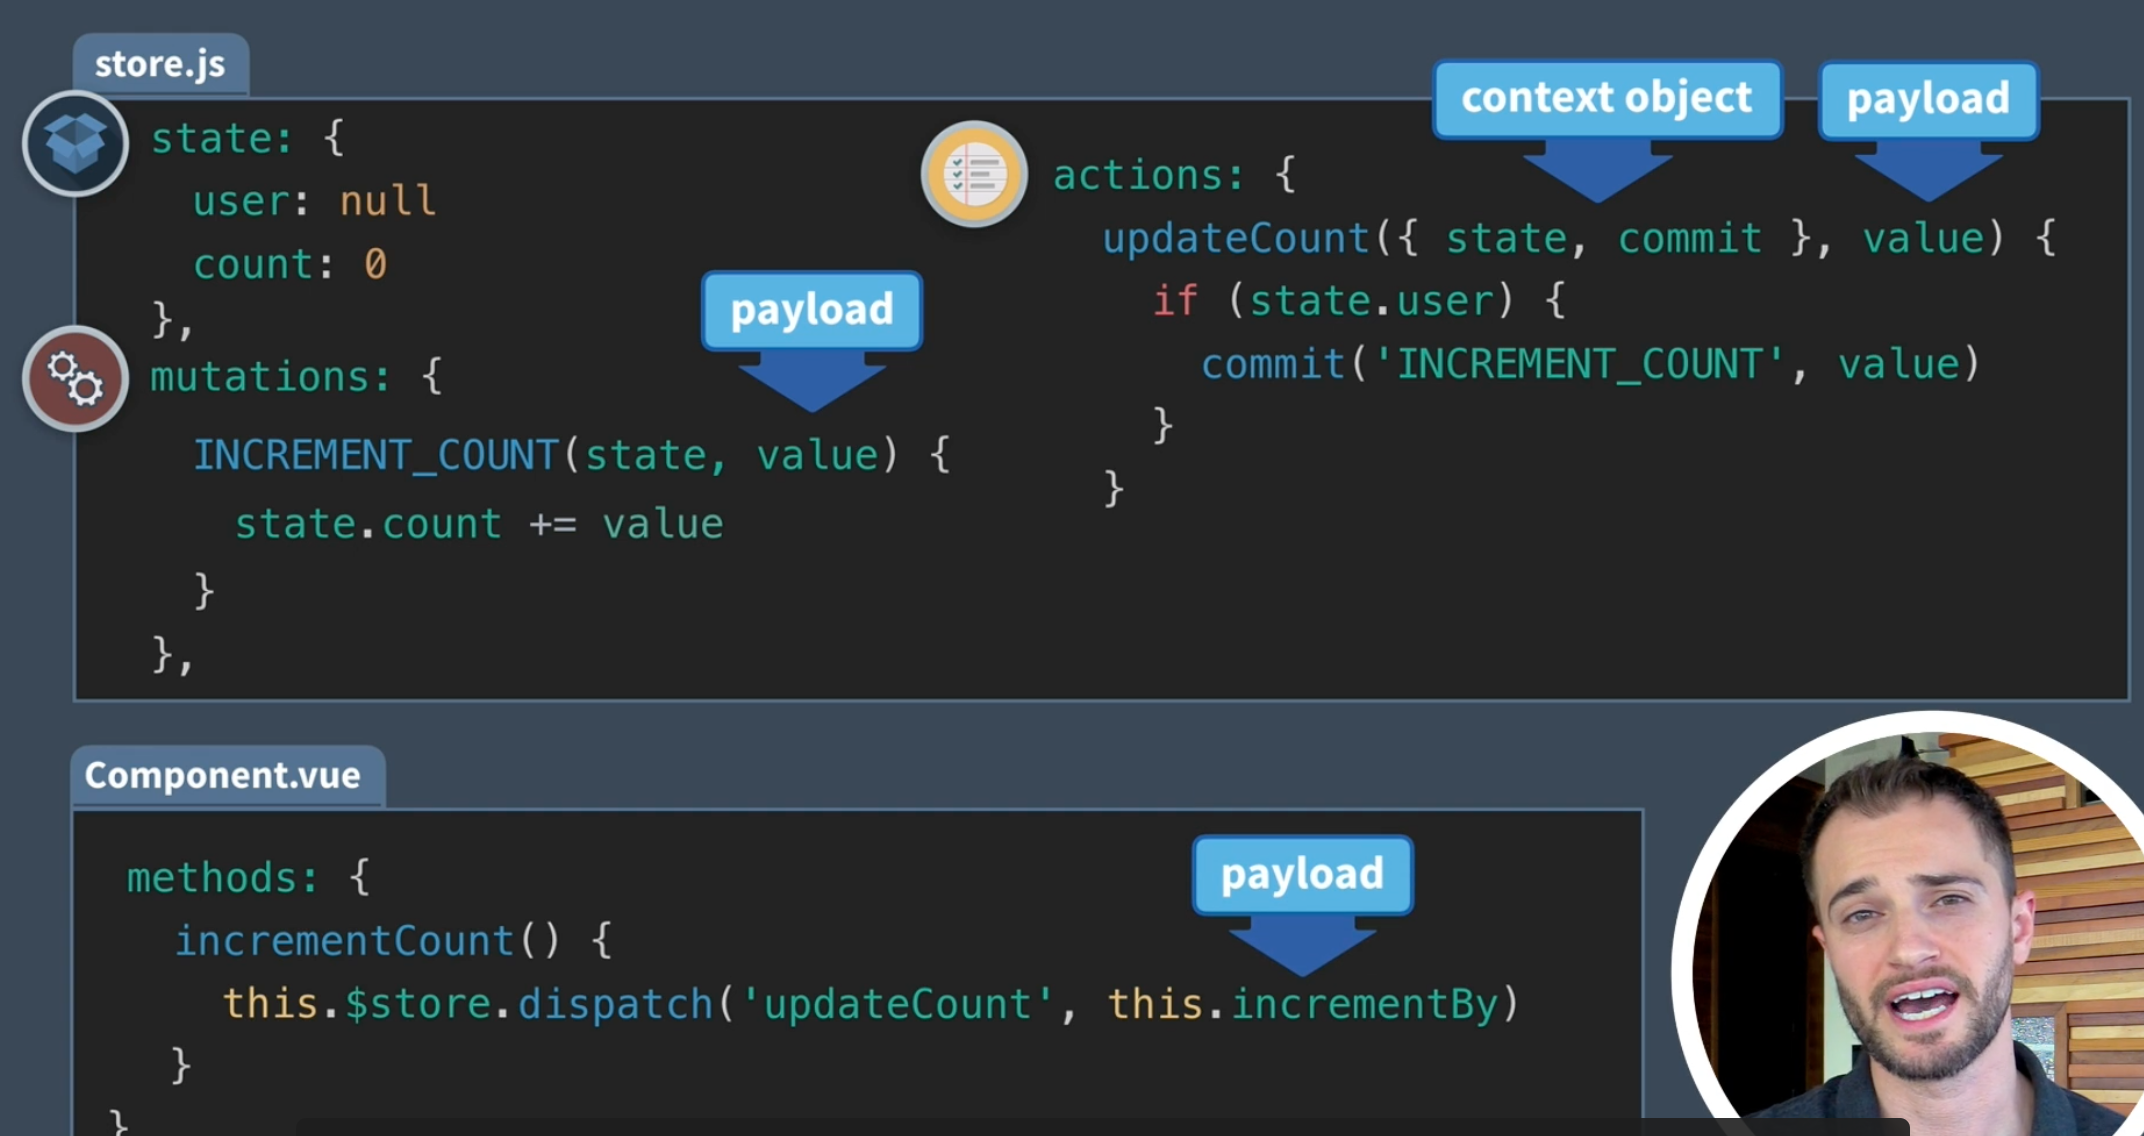 store.js
state: {
user: null
count: 0
},
mutations: {
payload
INCREMENT_COUNT(state, value) {
state.count += value
}
},
context object
payload
actions: {
updateCount({ state, commit }, value) {
if (state.user) {
commit('INCREMENT_COUNT', value)
}
}
Component.vue
methods: {
incrementCount() {
payload
this.$store.dispatch('updateCount', this.incrementBy)
}
}